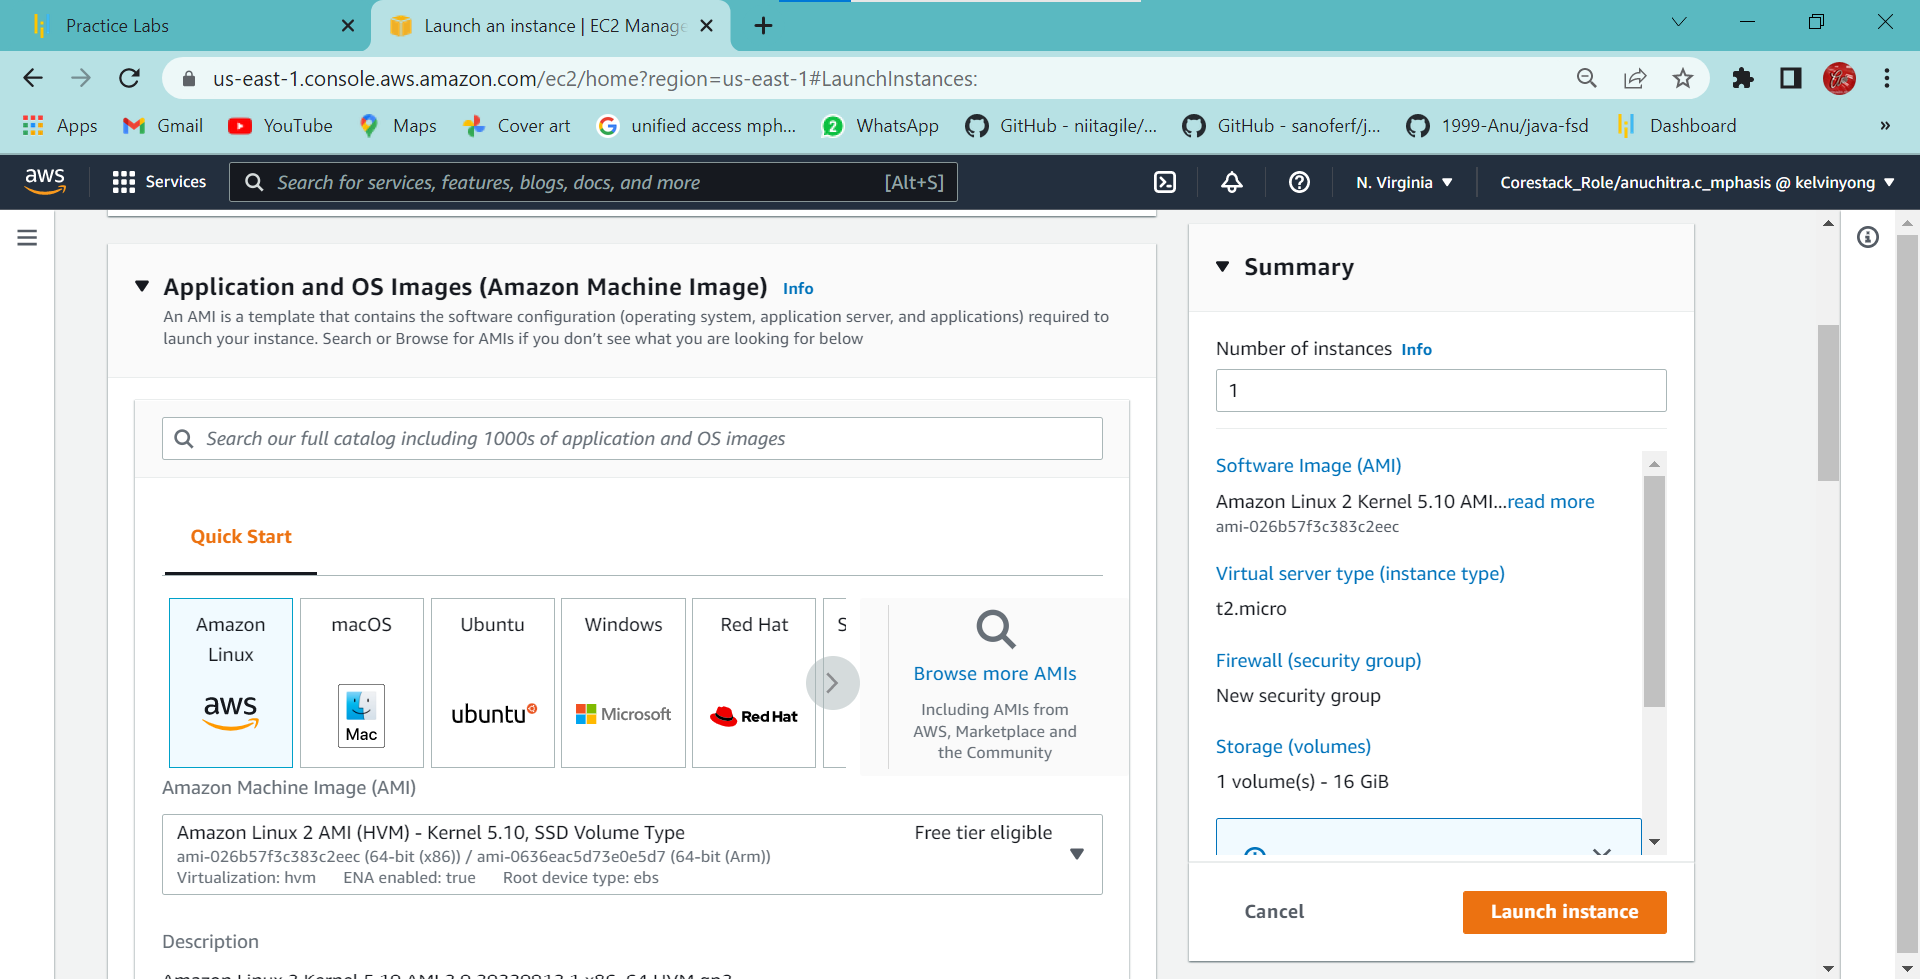 Practice Labs
Launch an instance | EC2 Manage
us-east-1.console.aws.amazon.com/ec2/home?region=us-east-1#LaunchInstances:
Apps
Gmail
YouTube
Maps
Cover art
unified access mph...
2
WhatsApp
GitHub - niitagile/...
GitHub - sanoferf/j...
1999-Anu/java-fsd
Dashboard
»
aws
Services
Search for services, features, blogs, docs, and more
[Alt+S]
N. Virginia
Corestack_Role/anuchitra.c_mphasis @ kelvinyong
Application and OS Images (Amazon Machine Image) Info
An AMI is a template that contains the software configuration (operating system, application server, and applications) required to
launch your instance. Search or Browse for AMIs if you don’t see what you are looking for below
Search our full catalog including 1000s of application and OS images
Quick Start
Amazon
Linux
aws
macOS
Mac
Ubuntu
ubuntu
Windows
Microsoft
Red Hat
Red Hat
S
Browse more AMIs
Including AMIs from
AWS, Marketplace and
the Community
Amazon Machine Image (AMI)
Amazon Linux 2 AMI (HVM) - Kernel 5.10, SSD Volume Type
Free tier eligible
ami-026b57f3c383c2eec (64-bit (x86)) / ami-0636eac5d73e0e5d7 (64-bit (Arm))
Virtualization: hvm ENA enabled: true Root device type: ebs
Description
Summary
Number of instances Info
1
Software Image (AMI)
Amazon Linux 2 Kernel 5.10 AMI...read more
ami-026b57f3c383c2eec
Virtual server type (instance type)
t2.micro
Firewall (security group)
New security group
Storage (volumes)
1 volume(s) - 16 GiB
Cancel
Launch instance